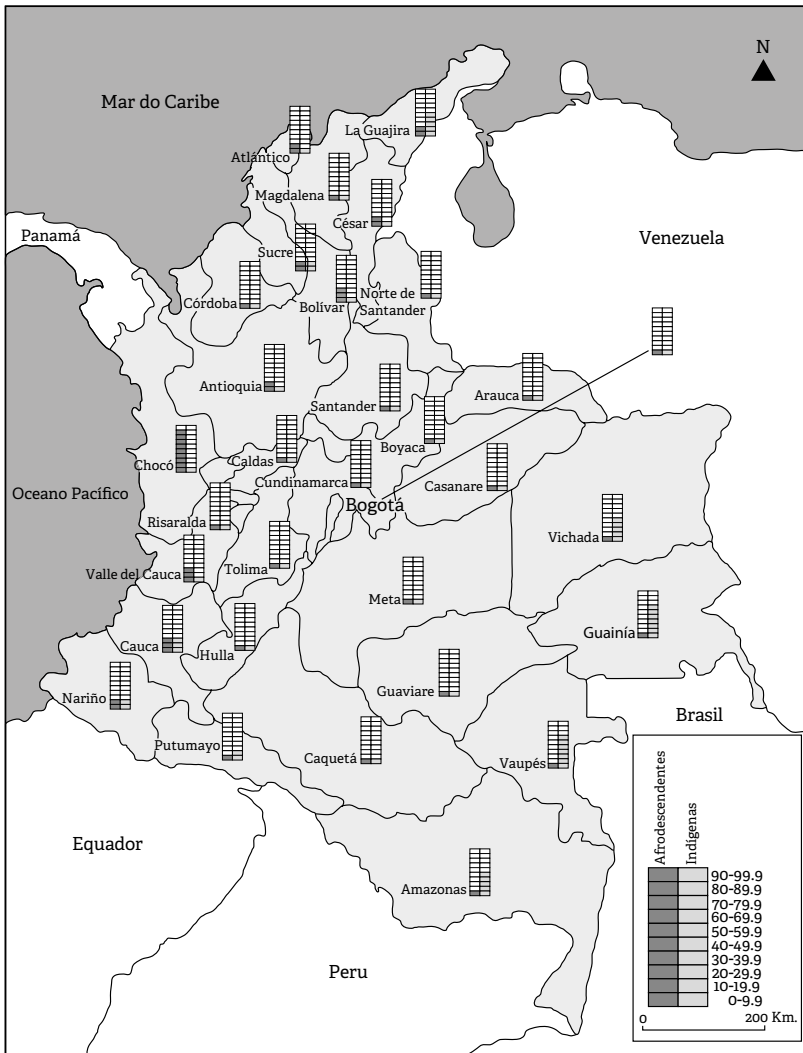 N
Mar do Caribe
La Guajira
Atlántico
Magdalena
César
Panamá
Venezuela
Sucre
Córdoba
Bolívar
Norte de
Santander
Antioquia
Santander
Arauca
Boyaca
Chocó
Caldas
Cundinamarca
Casanare
Oceano Pacífico
Bogotá
Risaralda
Vichada
Valle del Cauca
Tolima
Meta
Cauca
Hulla
Guainía
Nariño
Guaviare
Brasil
Putumayo
Caquetá
Vaupés
Equador
Amazonas
Peru
Afrodescendentes
Indígenas
90-99.9
80-89.9
70-79.9
60-69.9
50-59.9
40-49.9
30-39.9
20-29.9
10-19.9
0-9.9
0 200 Km.